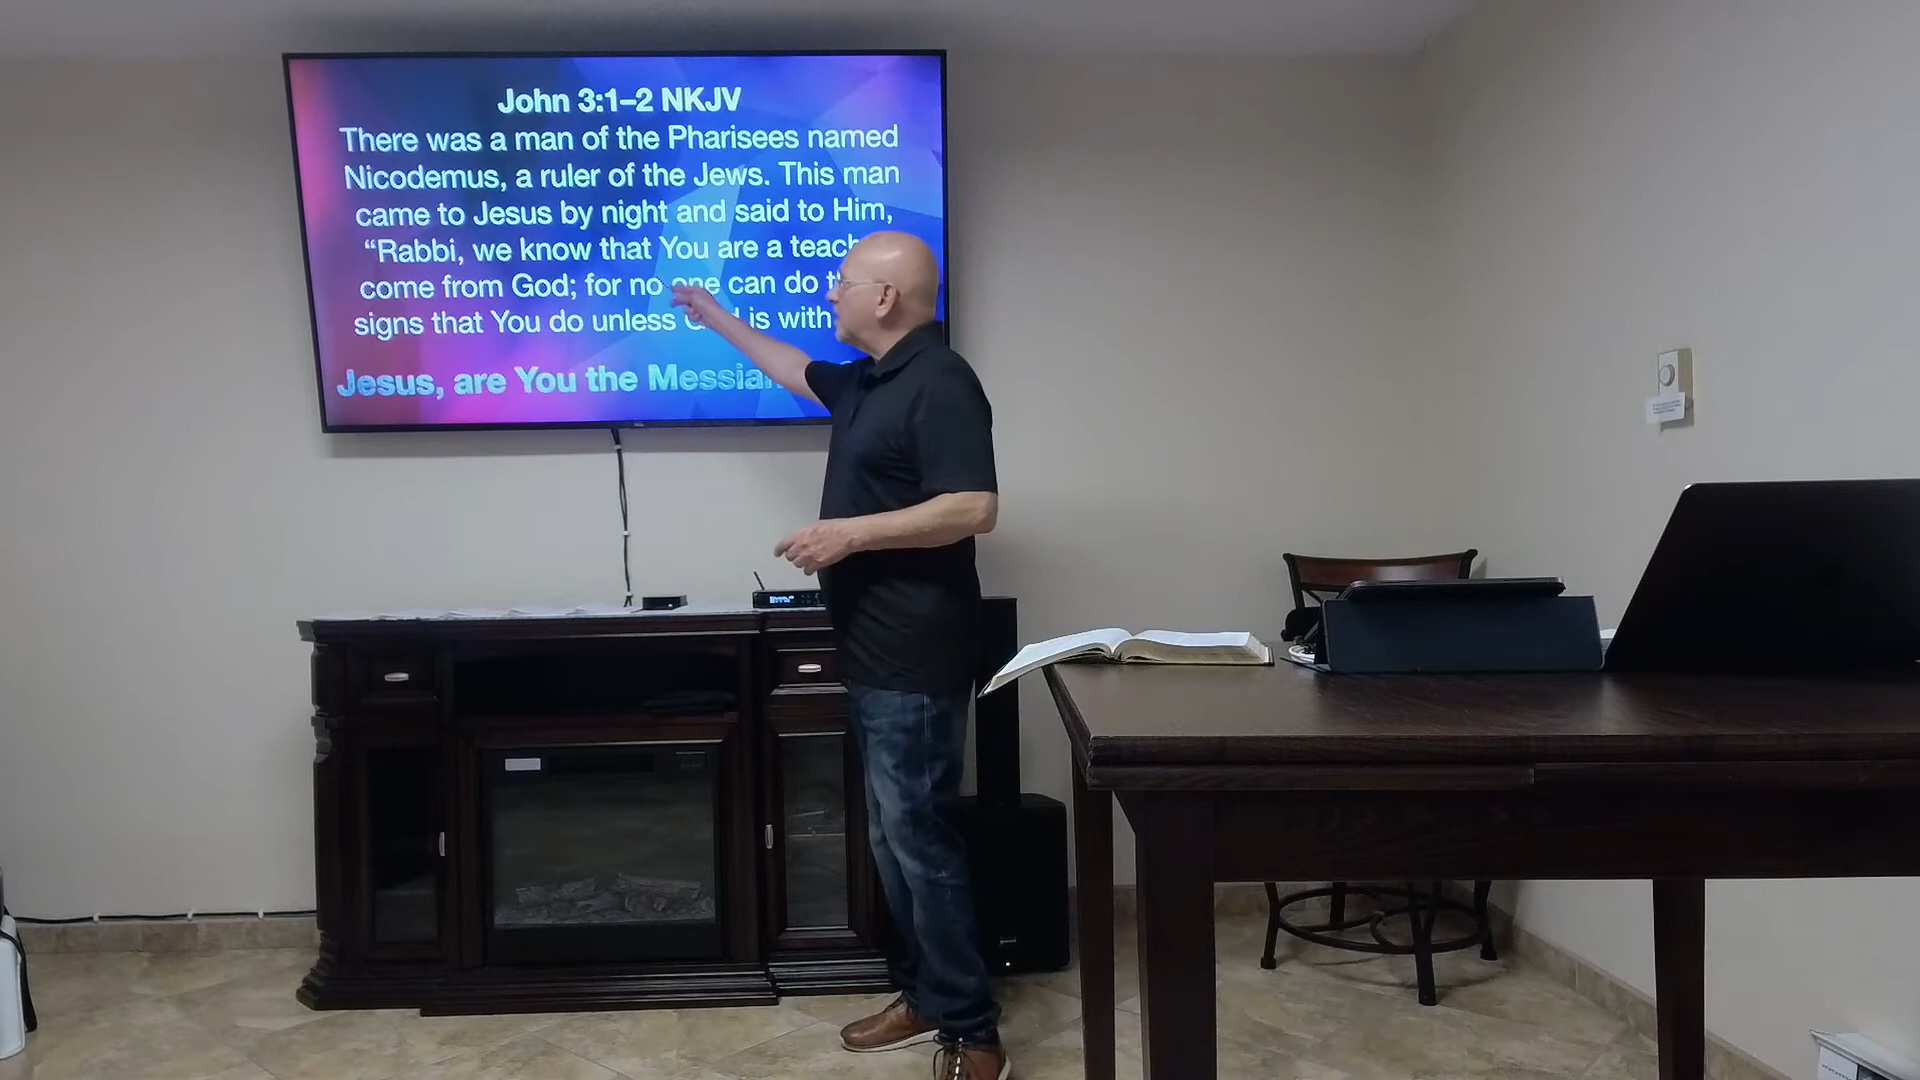 John 3:1–2 NKJV
There was a man of the Pharisees named
Nicodemus, a ruler of the Jews. This man
came to Jesus by night and said to Him,
“Rabbi, we know that You are a
come from God; for no one can do
signs that You do unless is with
Jesus, are You the